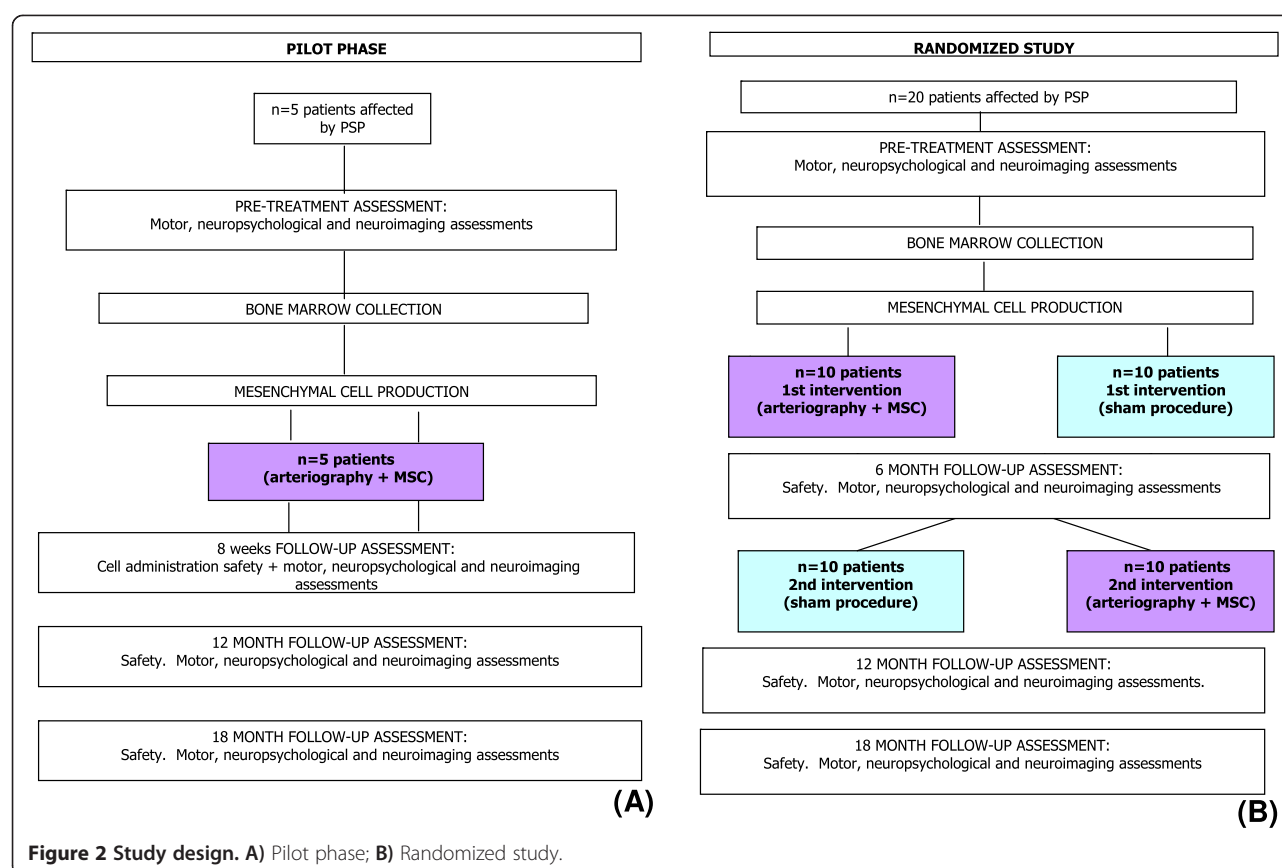 PILOT PHASE
n=5 patients affected
by PSP
PRE-TREATMENT ASSESSMENT:
Motor, neuropsychological and neuroimaging assessments
BONE MARROW COLLECTION
MESENCHYMAL CELL PRODUCTION
n=5 patients
(arteriography + MSC)
8 weeks FOLLOW-UP ASSESSMENT:
Cell administration safety + motor, neuropsychological and neuroimaging
assessments
12 MONTH FOLLOW-UP ASSESSMENT:
Safety. Motor, neuropsychological and neuroimaging assessments
18 MONTH FOLLOW-UP ASSESSMENT:
Safety. Motor, neuropsychological and neuroimaging assessments
(A)
RANDOMIZED STUDY
n=20 patients affected by PSP
PRE-TREATMENT ASSESSMENT:
Motor, neuropsychological and neuroimaging assessments
BONE MARROW COLLECTION
MESENCHYMAL CELL PRODUCTION
n=10 patients
1st intervention
(arteriography + MSC)
n=10 patients
1st intervention
(sham procedure)
6 MONTH FOLLOW-UP ASSESSMENT:
Safety. Motor, neuropsychological and neuroimaging assessments
n=10 patients
2nd intervention
(sham procedure)
n=10 patients
2nd intervention
(arteriography + MSC)
12 MONTH FOLLOW-UP ASSESSMENT:
Safety. Motor, neuropsychological and neuroimaging assessments.
18 MONTH FOLLOW-UP ASSESSMENT:
Safety. Motor, neuropsychological and neuroimaging assessments
(B)
Figure 2 Study design. A) Pilot phase; B) Randomized study.